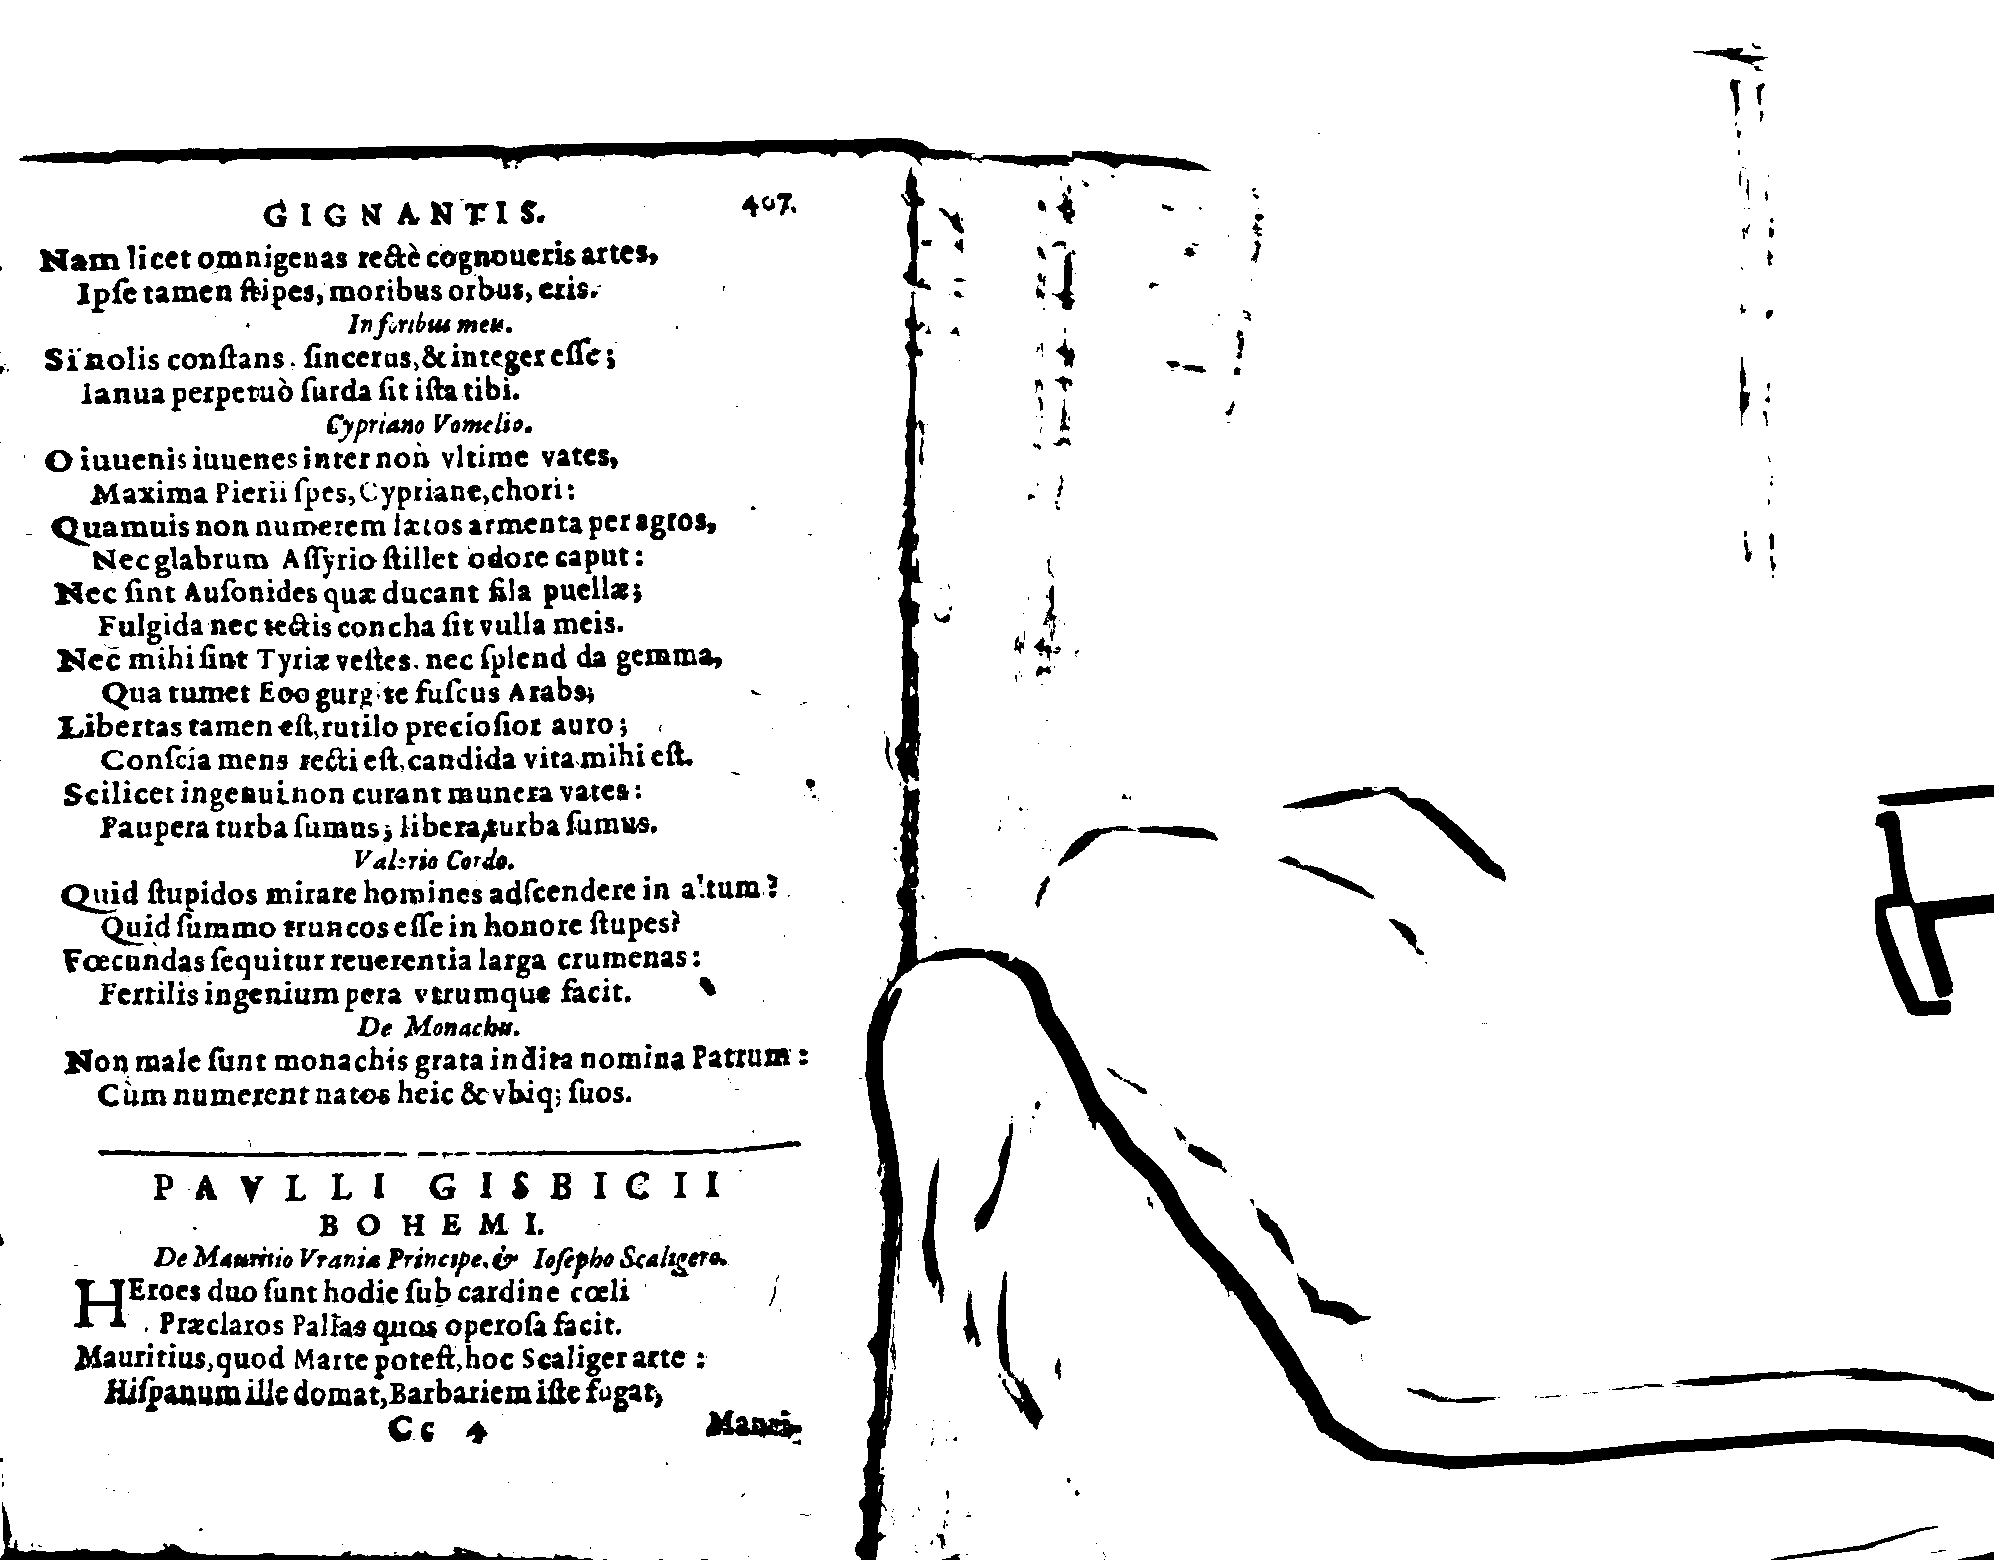 GIGNANTIS. 407.
Nam licet omnigenas rectè cognoueris artes,
Ipſe tamen ſtipes, moribus orbus, eris.
In foribus meis.
Si nolis conſtans. ſincerus, & integer eſſe;
Ianua perpetuò ſurda ſit iſta tibi.
Cypriano Vomelio.
O iuuenis iuuenes inter non vltime vates,
Maxima Pierii ſpes, Cypriane, chori:
Quamuis non numerem lætos armenta per agros,
Nec glabrum Aſſyrio ſtillet odore caput:
Nec ſint Auſonides quæ ducant fila puellæ;
Fulgida nec tectis concha ſit vulla meis.
Nec mihi ſint Tyriæ veſtes. nec ſplend da gemma,
Qua tumet Eoo gurgite fuſcus Arabs;
Libertas tamen eſt, rutilo precioſior auro;
Conſcia mens recti eſt, candida vita mihi eſt.
Scilicet ingenui non curant munera vates:
Paupera turba ſumus; libera turba ſumus.
Valerio Cordo.
Quid ſtupidos mirare homines adſcendere in altum?
Quid ſummo truncos eſſe in honore ſtupes?
Fœcundas ſequitur reuerentia larga crumenas:
Fertilis ingenium pera vtrumque facit.
De Monachis.
Non male ſunt monachis grata indita nomina Patrum:
Cùm numerent natos heic & vbiq; ſuos.
PAVLLI GISBICII
BOHEMI.
De Mauritio Vraniæ Principe, & Ioſepho Scaligero.
HEroes duo ſunt hodie ſub cardine cœli
Præclaros Pallas quos operoſa facit.
Mauritius, quod Marte poteſt, hoc Scaliger arte:
Hiſpanum ille domat, Barbariem iſte fugat,
Cc 4 Mauri-